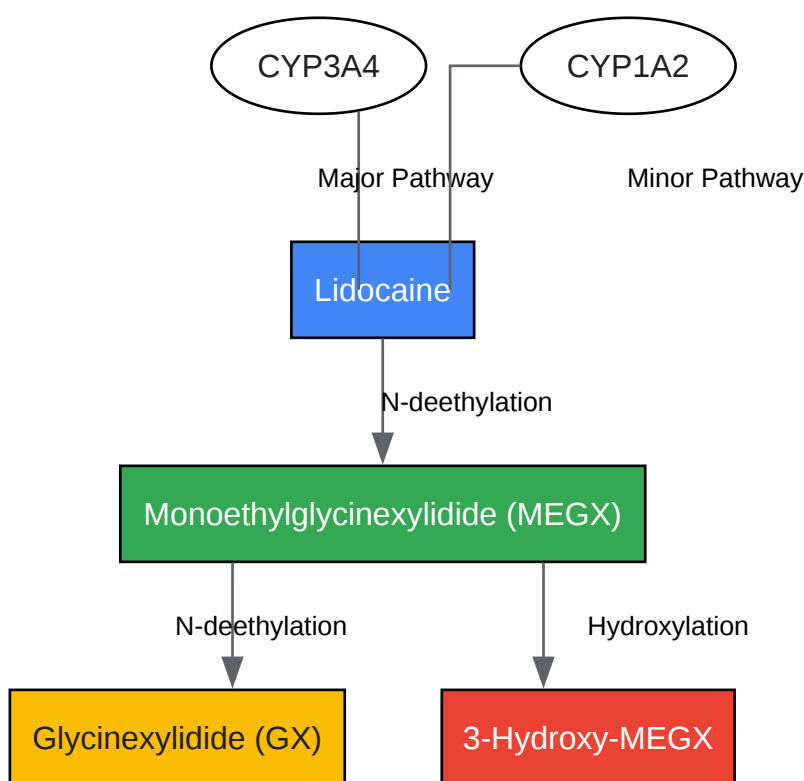 CYP3A4
CYP1A2
Major Pathway
Minor Pathway
Lidocaine
N-deethylation
Monoethylglycinexylidide (MEGX)
N-deethylation
Hydroxylation
Glycinexylidide (GX)
3-Hydroxy-MEGX